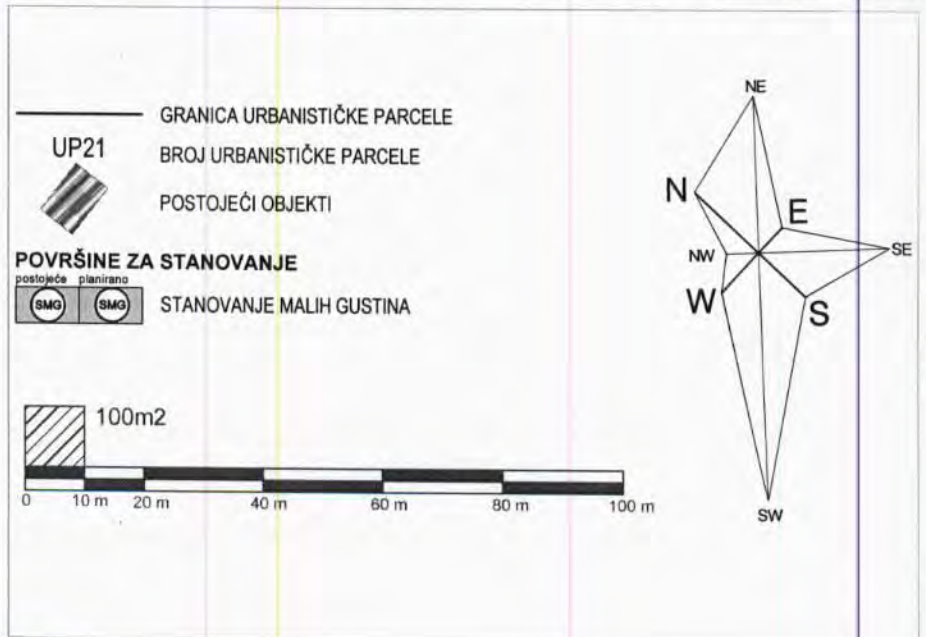 GRANICA URBANISTIČKE PARCELE
UP21 BROJ URBANISTIČKE PARCELE
POSTOJEĆI OBJEKTI
POVRŠINE ZA STANOVANJE
postojeće planirano
SMG SMG STANOVANJE MALIH GUSTINA
100m2
0 10 m 20 m 40 m 60 m 80 m 100 m
NE
N E
NW SE
W S
SW